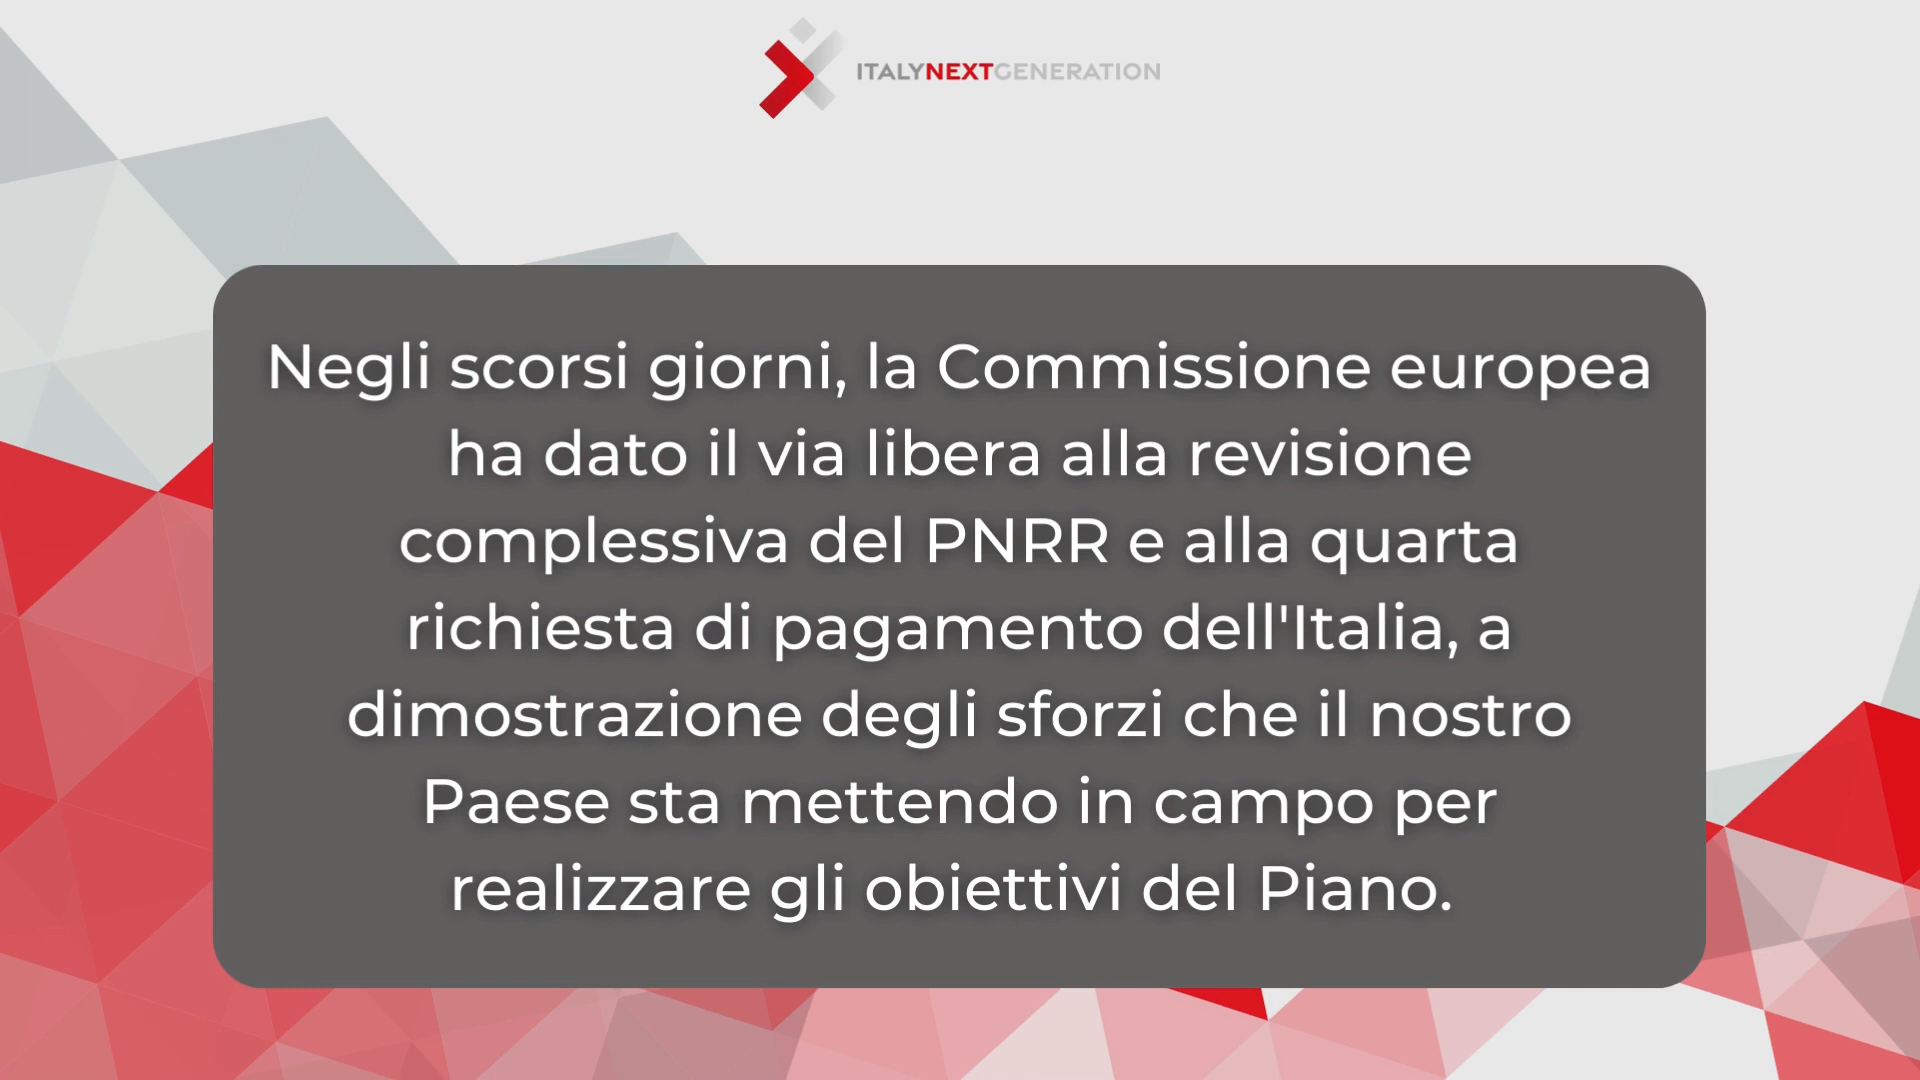 ITALYNEXTGENERATION
Negli scorsi giorni, la Commissione europea
ha dato il via libera alla revisione
complessiva del PNRR e alla quarta
richiesta di pagamento dell'Italia, a
dimostrazione degli sforzi che il nostro
Paese sta mettendo in campo per
realizzare gli obiettivi del Piano.